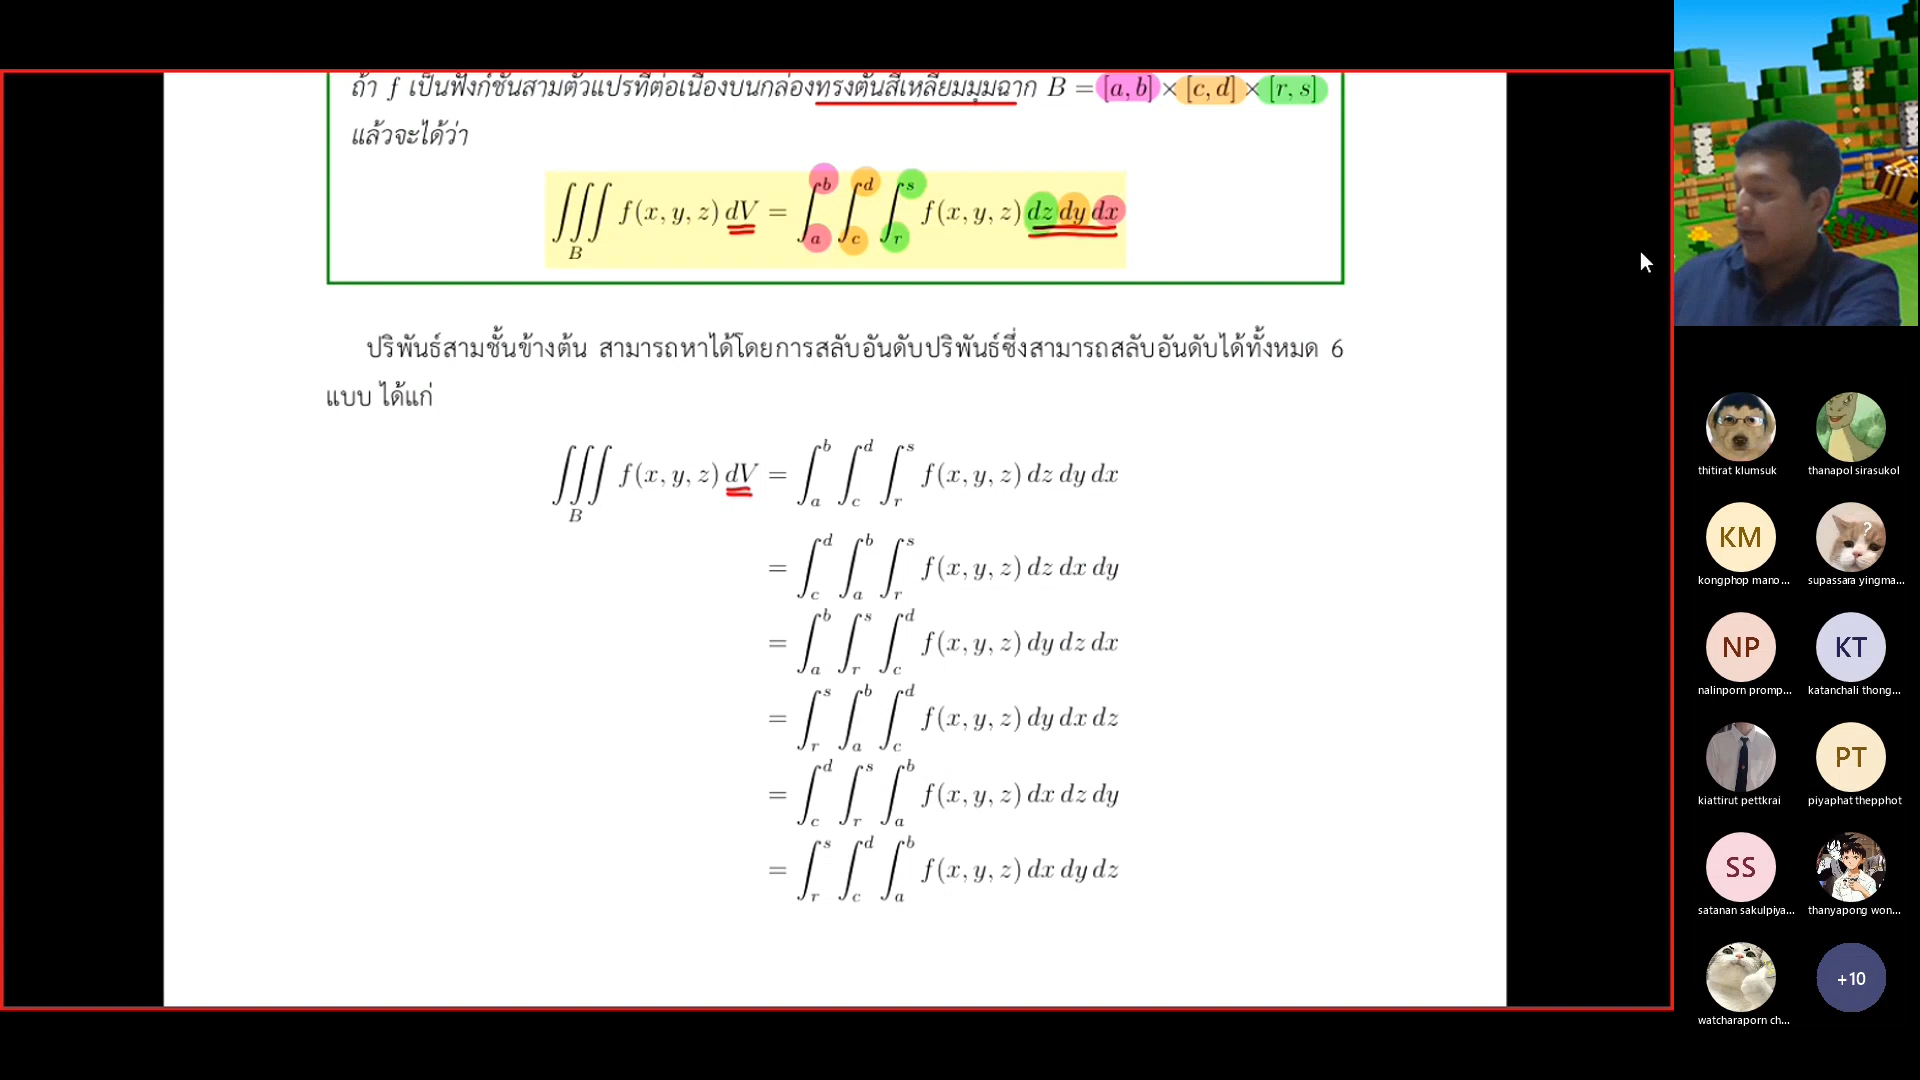 ถ้า f เป็นฟังก์ชันสามตัวแปรที่ต่อเนื่องบนกล่องทรงตันสี่เหลี่ยมมุมฉาก B = [a, b] × [c, d] × [r, s]
แล้วจะได้ว่า
∭_B f(x, y, z) dV = ∫_a^b ∫_c^d ∫_r^s f(x, y, z) dz dy dx
ปริพันธ์สามชั้นข้างต้น สามารถหาได้โดยการสลับอันดับปริพันธ์ซึ่งสามารถสลับอันดับได้ทั้งหมด 6
แบบ ได้แก่
∭_B f(x, y, z) dV = ∫_a^b ∫_c^d ∫_r^s f(x, y, z) dz dy dx
= ∫_c^d ∫_a^b ∫_r^s f(x, y, z) dz dx dy
= ∫_a^b ∫_r^s ∫_c^d f(x, y, z) dy dz dx
= ∫_r^s ∫_a^b ∫_c^d f(x, y, z) dy dx dz
= ∫_c^d ∫_r^s ∫_a^b f(x, y, z) dx dz dy
= ∫_r^s ∫_c^d ∫_a^b f(x, y, z) dx dy dz
thitirat klumsuk
thanapol sirasukol
KM
?
kongphop mano...
supassara yingma...
NP
KT
nalinporn promp...
katanchali thong...
PT
kiattirut pettkrai
piyaphat thepphot
SS
satanan sakulpiya...
thanyapong won...
+10
watcharaporn ch...